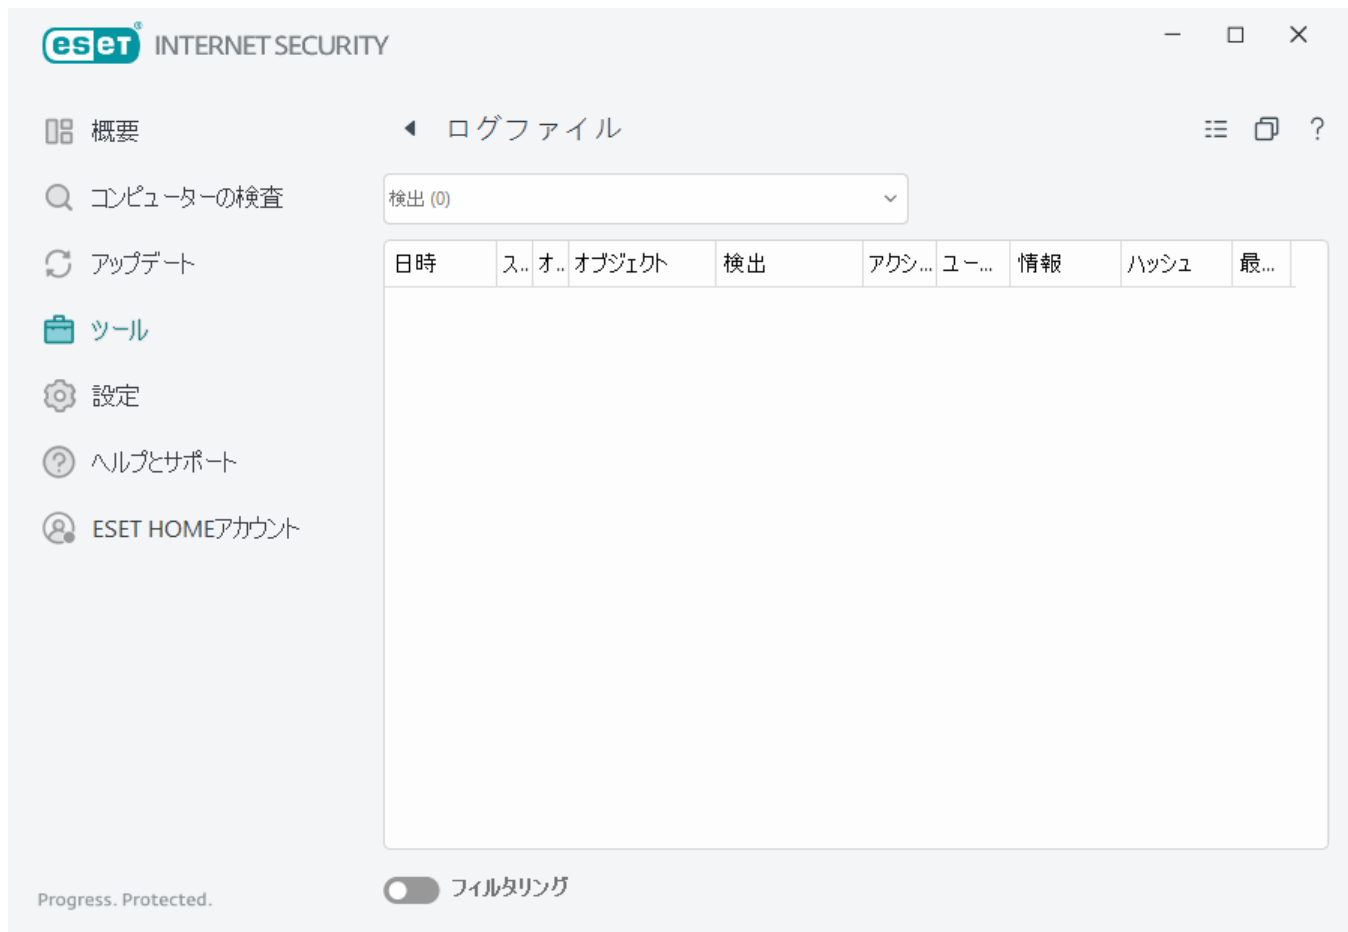 eset® INTERNET SECURITY
概要
コンピューターの検査
アップデート
ツール
設定
ヘルプとサポート
ESET HOMEアカウント
Progress. Protected.
ログファイル
?
検出 (0)
日時 ス... オ... オブジェクト 検出 アクシ... ユー... 情報 ハッシュ 最...
フィルタリング